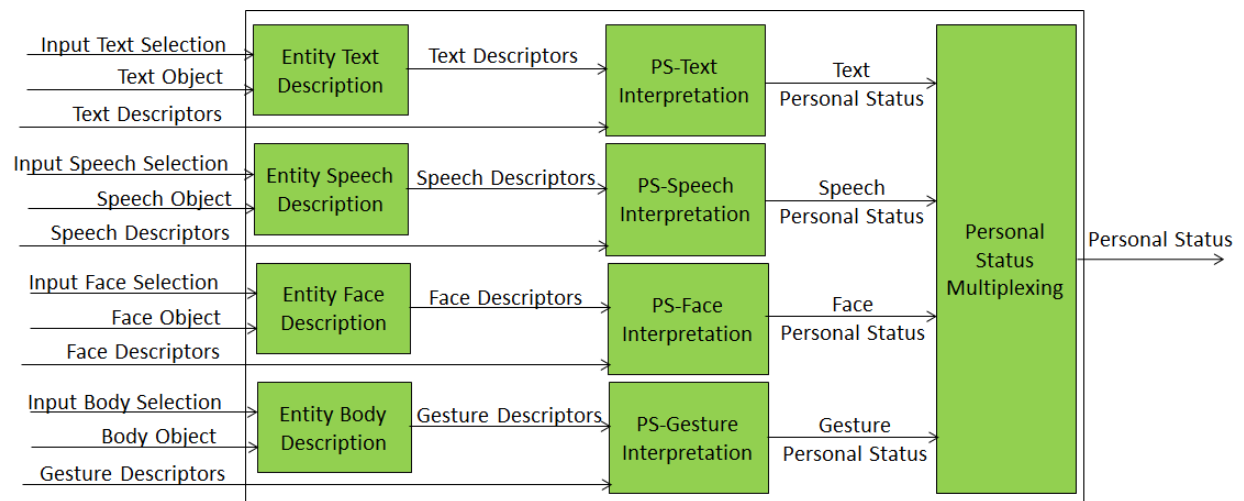 Input Text Selection
Text Object
Text Descriptors
Entity Text
Description
Text Descriptors
PS-Text
Interpretation
Text
Personal Status
Input Speech Selection
Speech Object
Speech Descriptors
Entity Speech
Description
Speech Descriptors
PS-Speech
Interpretation
Speech
Personal Status
Input Face Selection
Face Object
Face Descriptors
Entity Face
Description
Face Descriptors
PS-Face
Interpretation
Face
Personal Status
Input Body Selection
Body Object
Gesture Descriptors
Entity Body
Description
Gesture Descriptors
PS-Gesture
Interpretation
Gesture
Personal Status
Personal
Status
Multiplexing
Personal Status